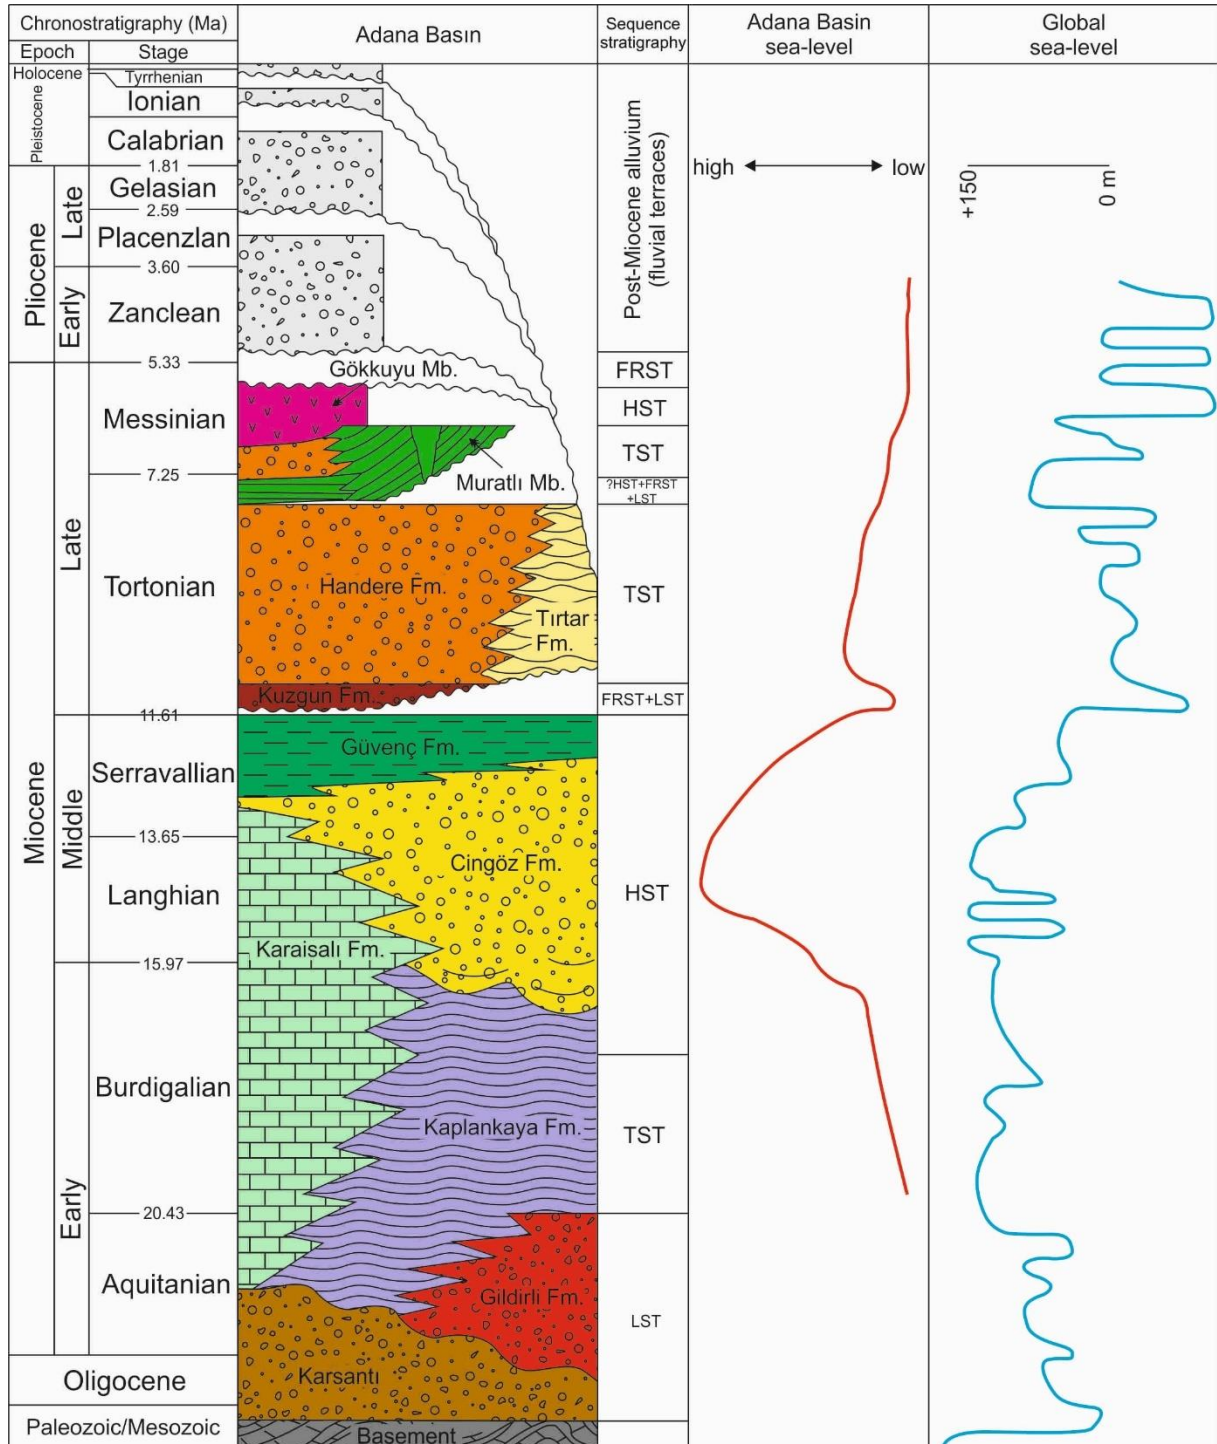 Chronostratigraphy (Ma)
Epoch
Stage
Adana Basın
Sequence
stratigraphy
Adana Basin
sea-level
Global
sea-level
Holocene
Pleistocene
Pliocene
Late
Early
Miocene
Late
Middle
Early
Oligocene
Paleozoic/Mesozoic
Tyrrhenian
Ionian
Calabrian
1.81
Gelasian
2.59
Placenzlan
3.60
Zanclean
5.33
Messinian
7.25
Tortonian
11.61
Serravallian
13.65
Langhian
15.97
Burdigalian
20.43
Aquitanian
Gökkuyu Mb.
v v v v v v v v
Muratlı Mb.
Handere Fm.
Tırtar
Fm.
Kuzgun Fm.
Güvenç Fm.
Cingöz Fm.
Karaisalı Fm.
Kaplankaya Fm.
Gildirli Fm.
Karsantı
Basement
Post-Miocene alluvium
(fluvial terraces)
FRST
HST
TST
?HST+FRST
+LST
TST
FRST+LST
HST
TST
LST
high
low
+150
0 m